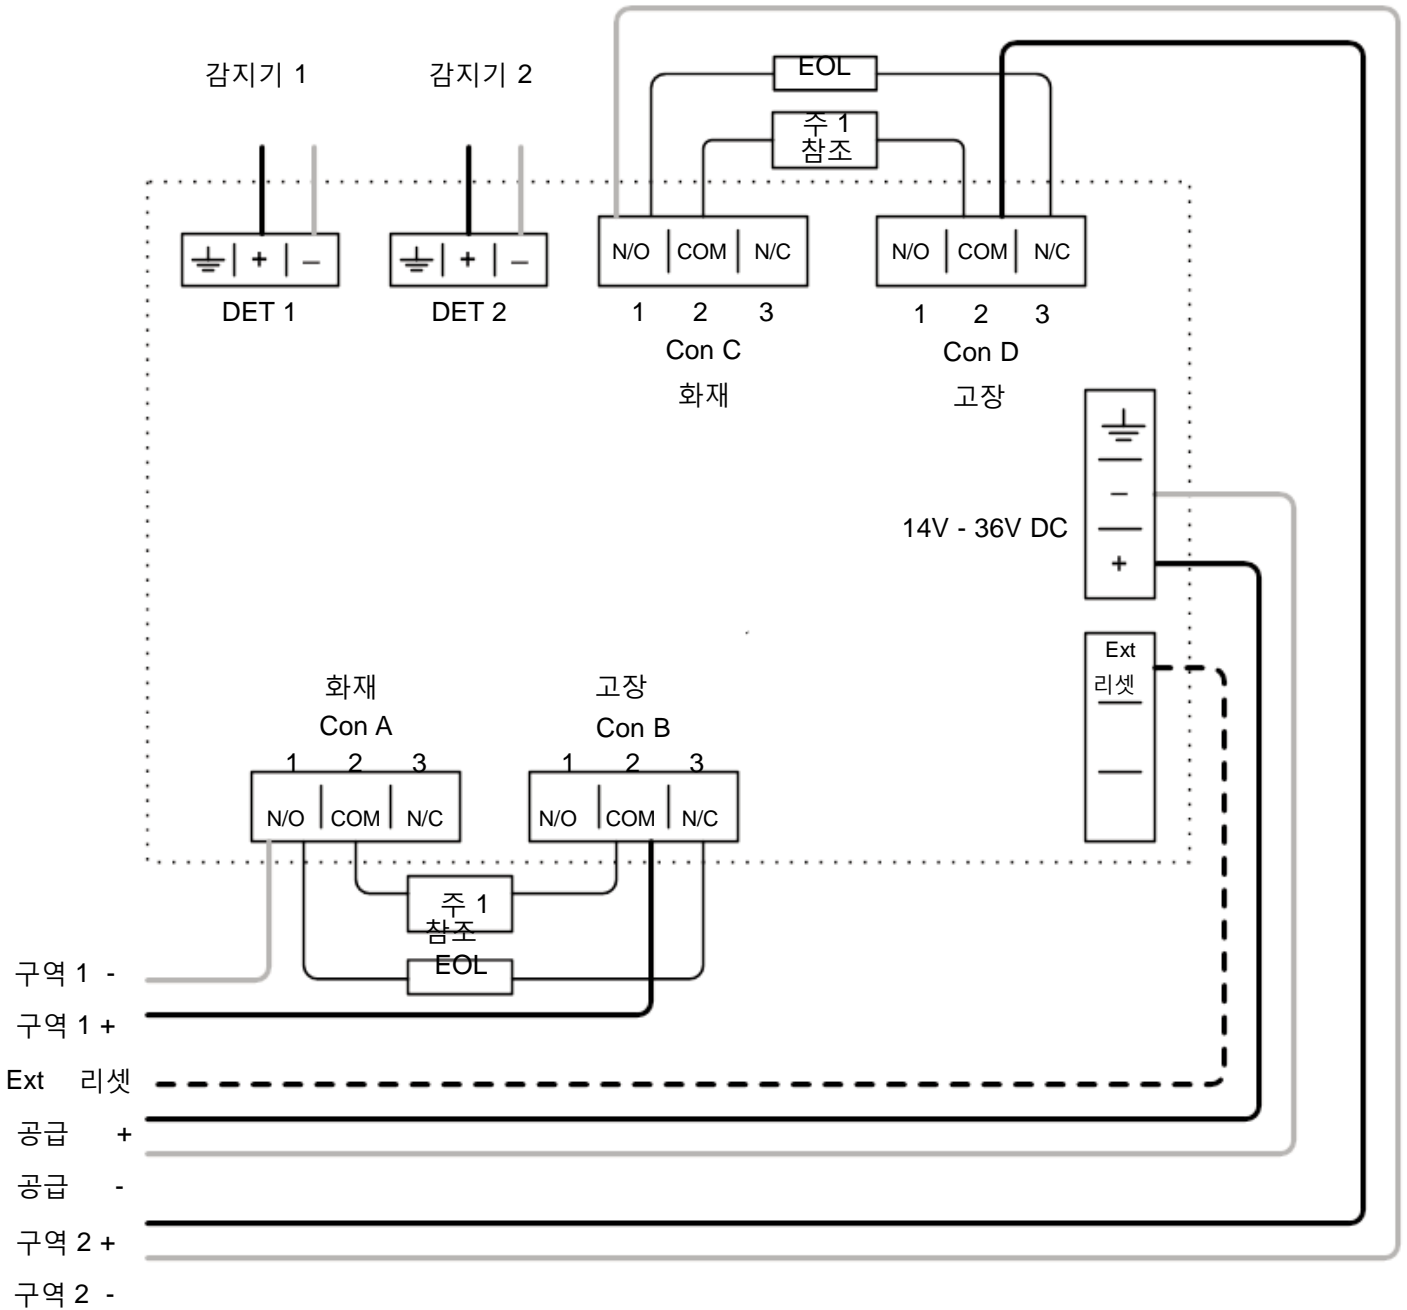 EOL
감지기 1 감지기 2
주 1
참조
N/O COM N/C N/O COM N/C
+ – + –
DET 1 DET 2
1 2 3 1 2 3
Con C Con D
화재 고장
–
14V - 36V DC
+
Ext
리셋
화재 고장
Con A Con B
1 2 3 1 2 3
N/O COM N/C N/O COM N/C
주 1
참조
EOL
구역 1 -
구역 1 +
Ext 리셋
공급 +
공급 -
구역 2 +
구역 2 -